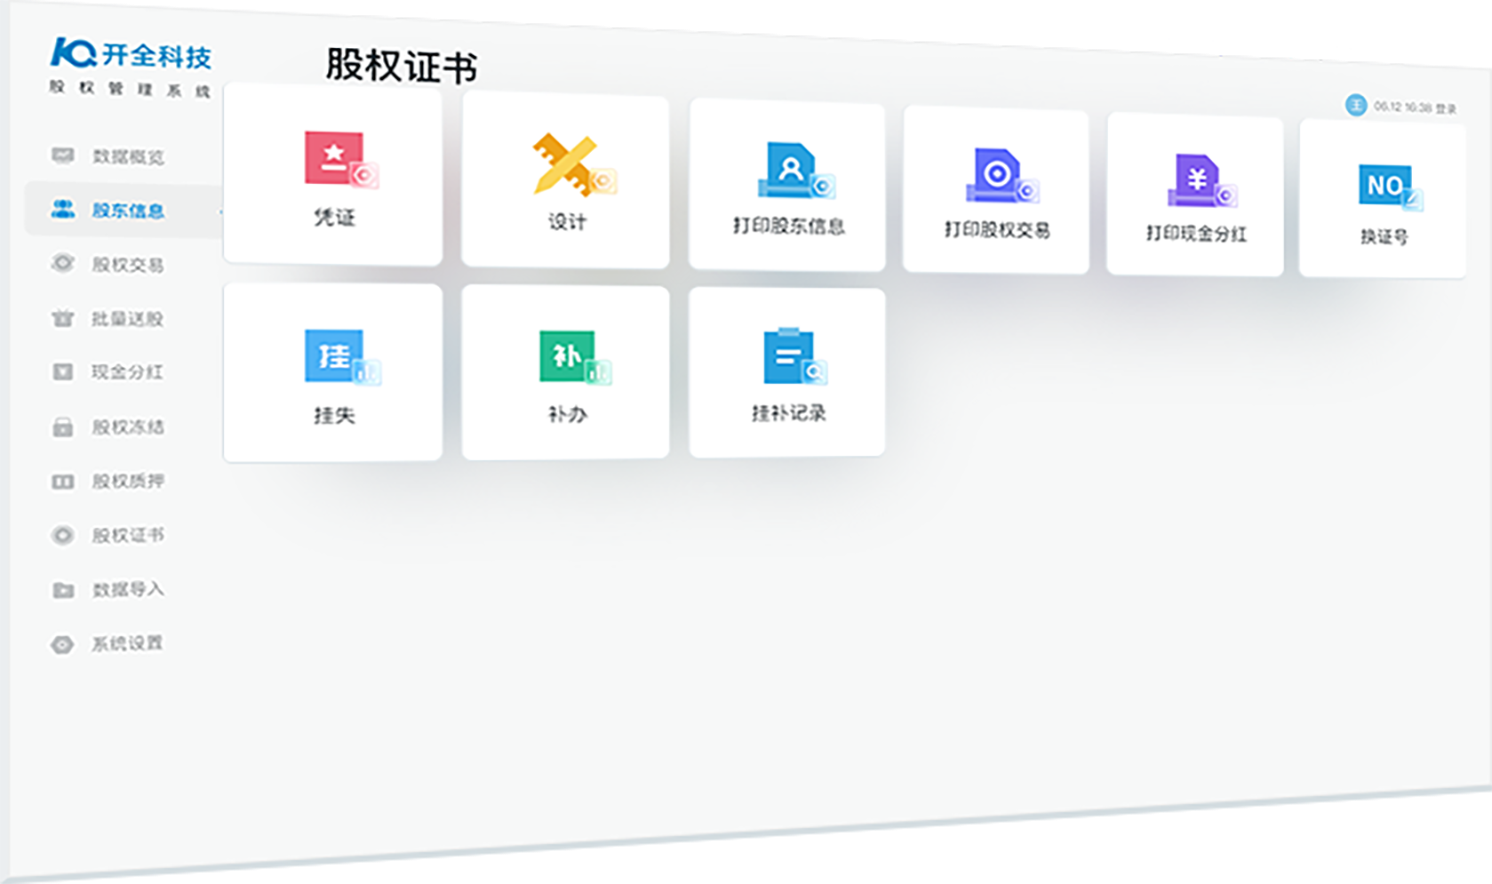 开全科技
股权管理系统
股权证书
王 06.12 16:38 登录
数据概览
股东信息
股权交易
批量送股
现金分红
股权冻结
股权质押
股权证书
数据导入
系统设置
凭证
设计
打印股东信息
打印股权交易
¥
打印现金分红
NO
换证号
挂
挂失
补
补办
挂补记录